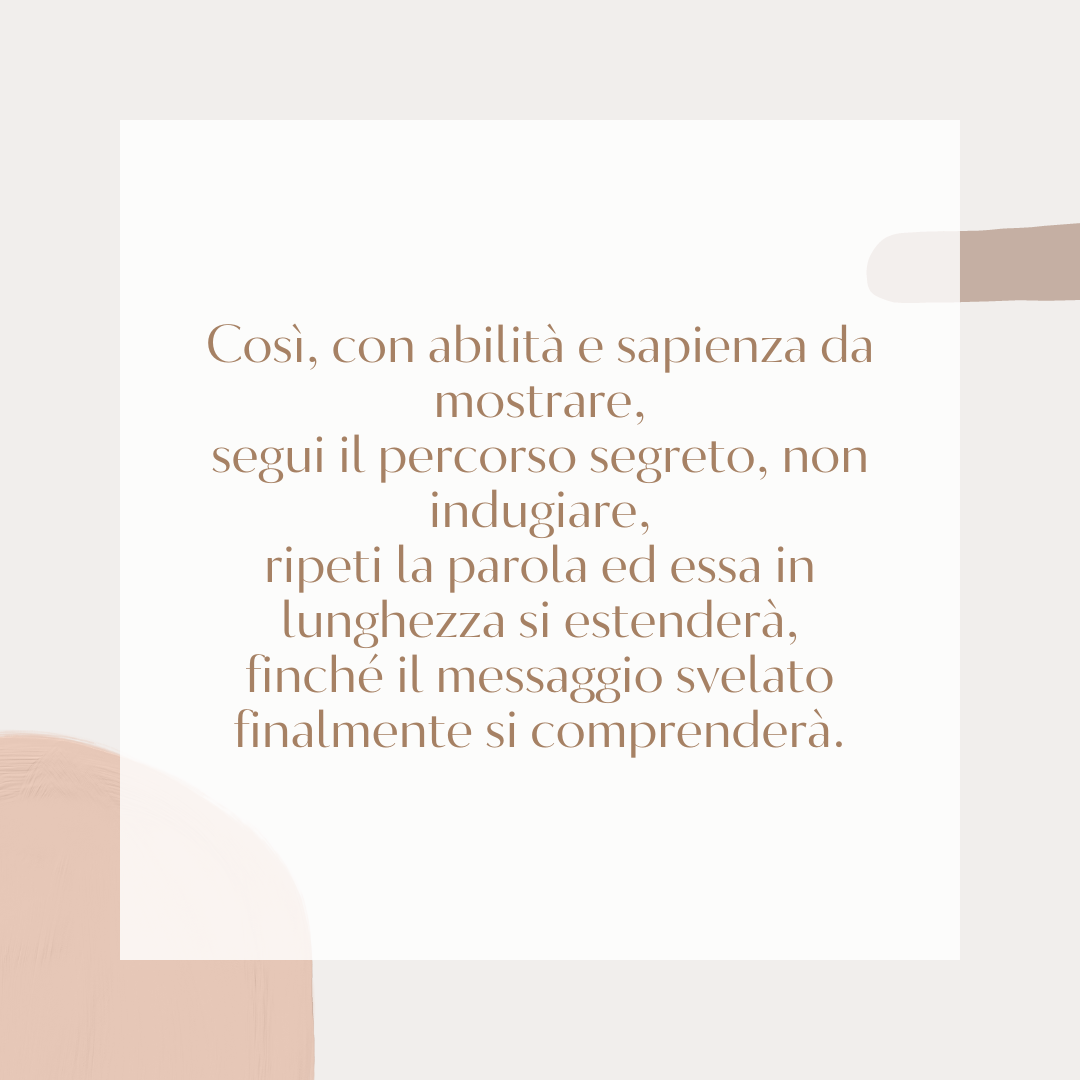 Così, con abilità e sapienza da
mostrare,
segui il percorso segreto, non
indugiare,
ripeti la parola ed essa in
lunghezza si estenderà,
finché il messaggio svelato
finalmente si comprenderà.